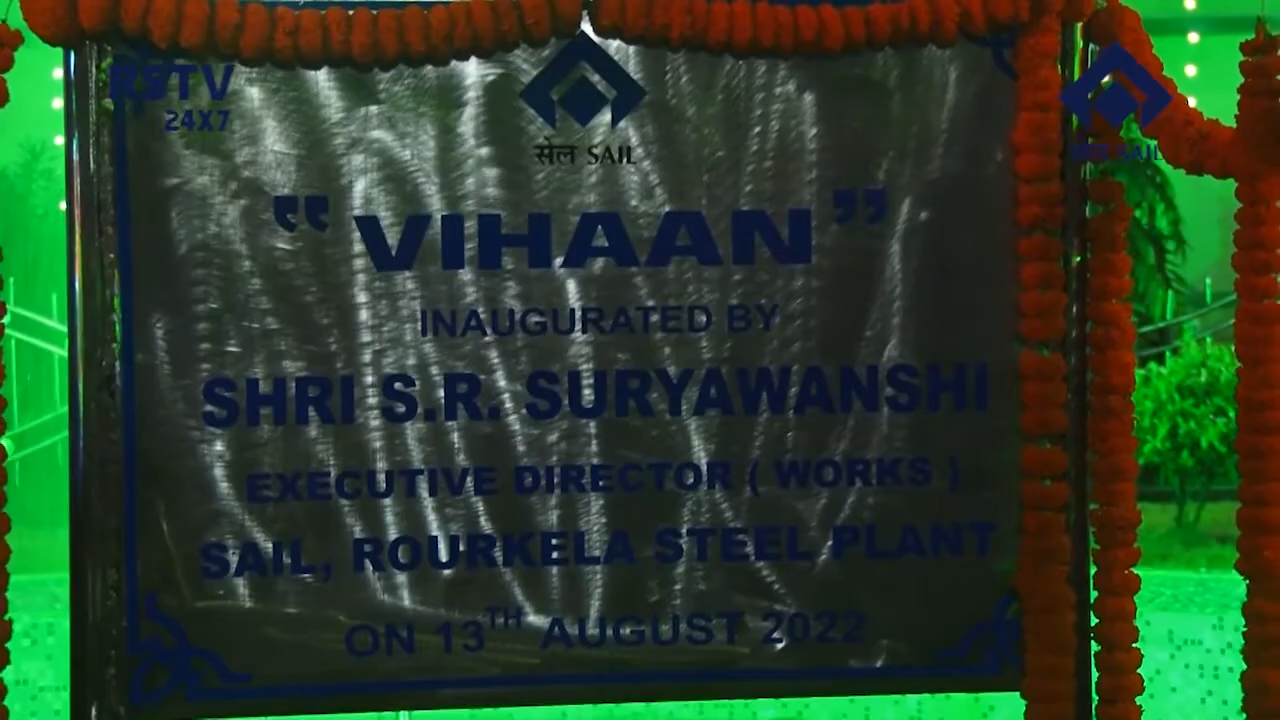 RSTV
24X7
सेल SAIL
सेल SAIL
“VIHAAN”
INAUGURATED BY
SHRI S.R. SURYAWANSHI
EXECUTIVE DIRECTOR ( WORKS )
SAIL, ROURKELA STEEL PLANT
ON 13TH AUGUST 2022